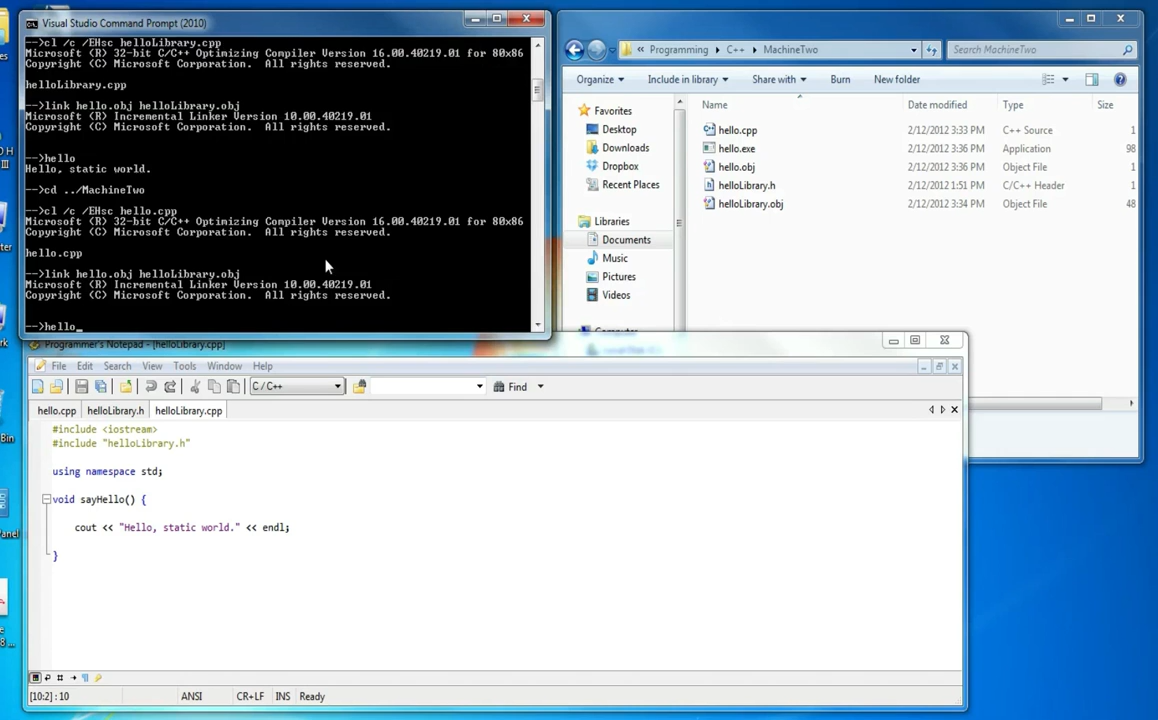 Visual Studio Command Prompt (2010)
-->cl /c /EHsc helloLibrary.cpp
Microsoft (R) 32-bit C/C++ Optimizing Compiler Version 16.00.40219.01 for 80x86
Copyright (C) Microsoft Corporation.  All rights reserved.
helloLibrary.cpp
-->link hello.obj helloLibrary.obj
Microsoft (R) Incremental Linker Version 10.00.40219.01
Copyright (C) Microsoft Corporation.  All rights reserved.
-->hello
Hello, static world.
-->cd ../MachineTwo
-->cl /c /EHsc hello.cpp
Microsoft (R) 32-bit C/C++ Optimizing Compiler Version 16.00.40219.01 for 80x86
Copyright (C) Microsoft Corporation.  All rights reserved.
hello.cpp
-->link hello.obj helloLibrary.obj
Microsoft (R) Incremental Linker Version 10.00.40219.01
Copyright (C) Microsoft Corporation.  All rights reserved.
-->hello_
« Programming C++ MachineTwo
Search MachineTwo
Organize Include in library Share with Burn New folder
Favorites
Desktop
Downloads
Dropbox
Recent Places
Libraries
Documents
Music
Pictures
Videos
Computer
Name Date modified Type Size
hello.cpp 2/12/2012 3:33 PM C++ Source 1
hello.exe 2/12/2012 3:36 PM Application 98
hello.obj 2/12/2012 3:36 PM Object File 1
helloLibrary.h 2/12/2012 1:51 PM C/C++ Header 1
helloLibrary.obj 2/12/2012 3:34 PM Object File 48
Programmer's Notepad - [helloLibrary.cpp]
File Edit Search View Tools Window Help
C / C++ Find
hello.cpp helloLibrary.h helloLibrary.cpp
#include <iostream>
#include "helloLibrary.h"
using namespace std;
void sayHello() {
cout << "Hello, static world." << endl;
}
[10:2] : 10 ANSI CR+LF INS Ready
Bin